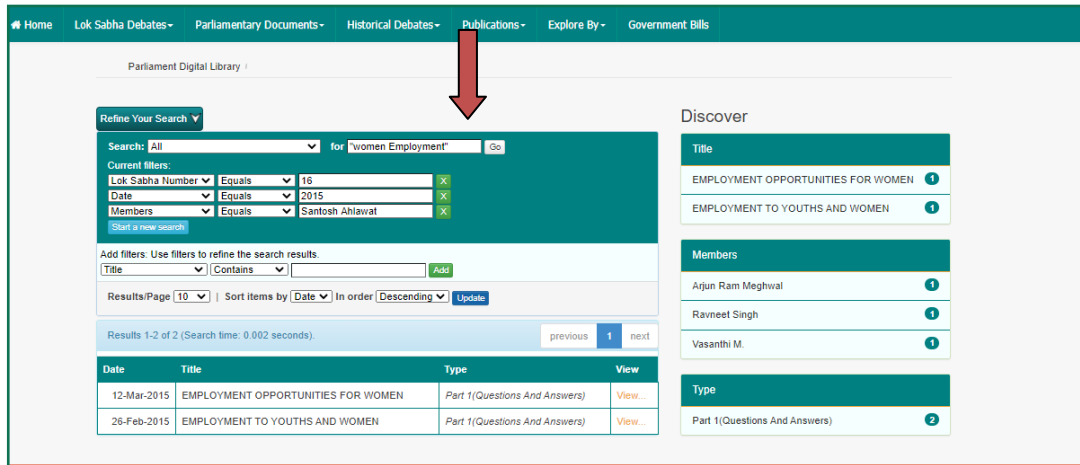 Home Lok Sabha Debates Parliamentary Documents Historical Debates Publications Explore By Government Bills
Parliament Digital Library /
Refine Your Search
Search: All for "women Employment" Go
Current filters:
Lok Sabha Number Equals 16 X
Date Equals 2015 X
Members Equals Santosh Ahlawat X
Start a new search
Add filters: Use filters to refine the search results.
Title Contains Add
Results/Page 10 | Sort items by Date In order Descending Update
Results 1-2 of 2 (Search time: 0.002 seconds).
previous 1 next
Date Title Type View
12-Mar-2015 EMPLOYMENT OPPORTUNITIES FOR WOMEN Part 1(Questions And Answers) View...
26-Feb-2015 EMPLOYMENT TO YOUTHS AND WOMEN Part 1(Questions And Answers) View...
Discover
Title
EMPLOYMENT OPPORTUNITIES FOR WOMEN 1
EMPLOYMENT TO YOUTHS AND WOMEN 1
Members
Arjun Ram Meghwal 1
Ravneet Singh 1
Vasanthi M. 1
Type
Part 1(Questions And Answers) 2